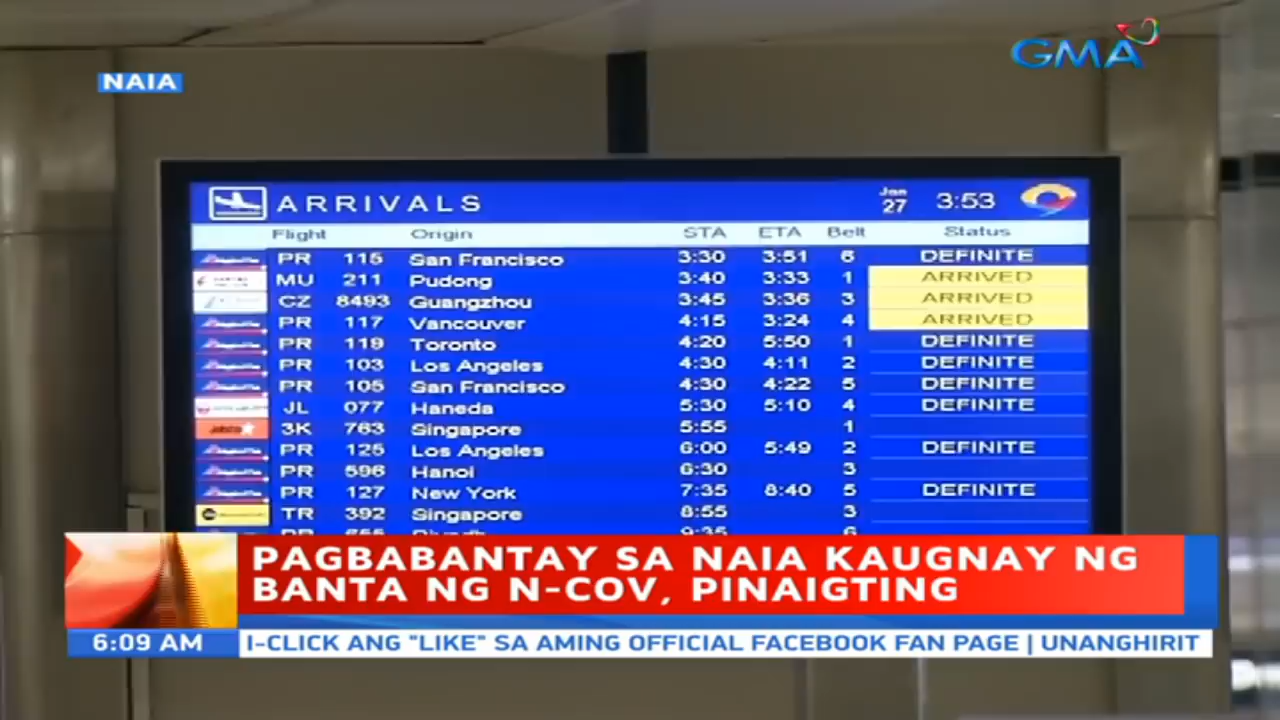 GMA
NAIA
ARRIVALS Jan 27 3:53
Flight Origin STA ETA Belt Status
PR 115 San Francisco 3:30 3:51 6 DEFINITE
MU 211 Pudong 3:40 3:33 1 ARRIVED
CZ 8493 Guangzhou 3:45 3:36 3 ARRIVED
PR 117 Vancouver 4:15 3:24 4 ARRIVED
PR 119 Toronto 4:20 5:50 1 DEFINITE
PR 103 Los Angeles 4:30 4:11 2 DEFINITE
PR 105 San Francisco 4:30 4:22 5 DEFINITE
JL 077 Haneda 5:30 5:10 4 DEFINITE
3K 763 Singapore 5:55 1
PR 125 Los Angeles 6:00 5:49 2 DEFINITE
PR 596 Hanoi 6:30 3
PR 127 New York 7:35 8:40 5 DEFINITE
TR 392 Singapore 8:55 3
PR 655 Riyadh 9:35 6
PAGBABANTAY SA NAIA KAUGNAY NG
BANTA NG N-COV, PINAIGTING
6:09 AM I-CLICK ANG "LIKE" SA AMING OFFICIAL FACEBOOK FAN PAGE | UNANGHIRIT